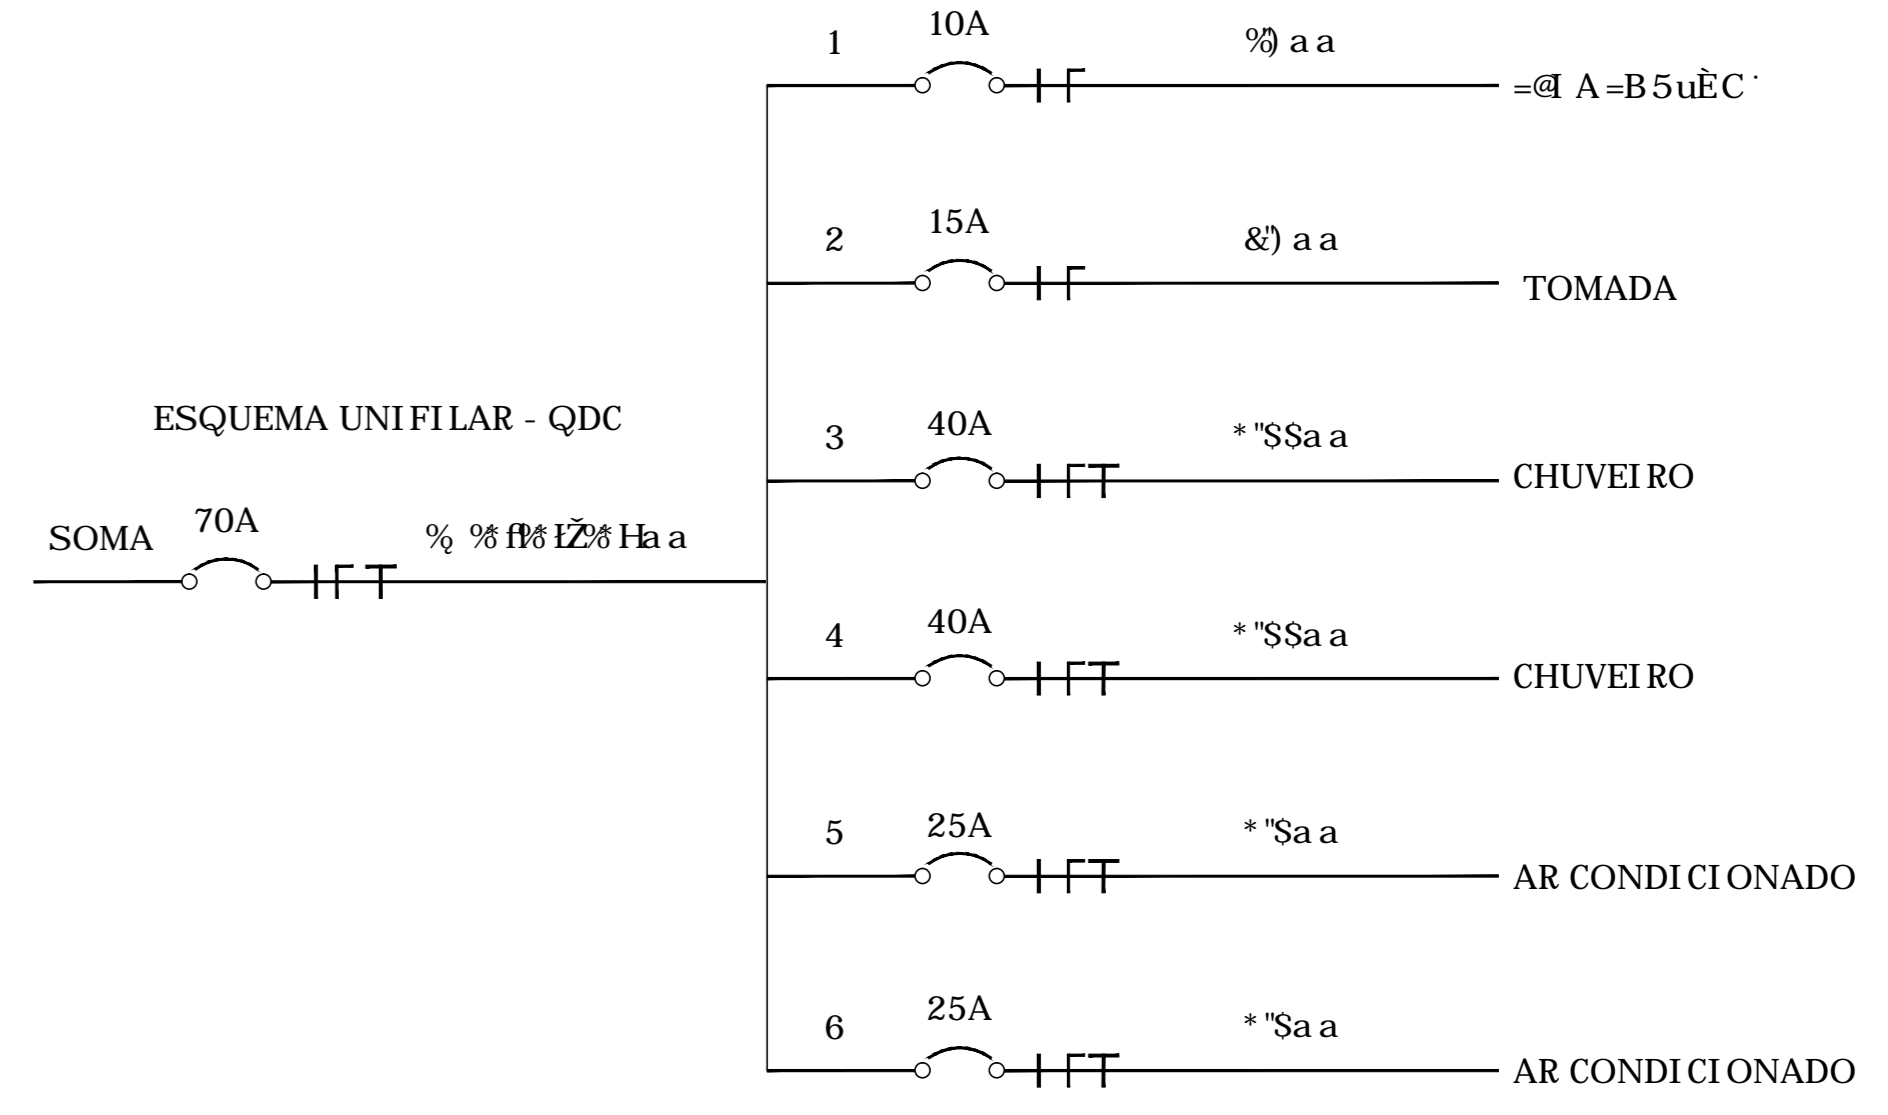 1 10A %") a a
=@I A =B 5uÈC ˙
2 15A &") a a
TOMADA
3 40A * "$$a a
CHUVEIRO
ESQUEMA UNIFILAR - QDC
SOMA 70A
4 40A * "$$a a
CHUVEIRO
5 25A * "$a a
AR CONDICIONADO
6 25A * "$a a
AR CONDICIONADO